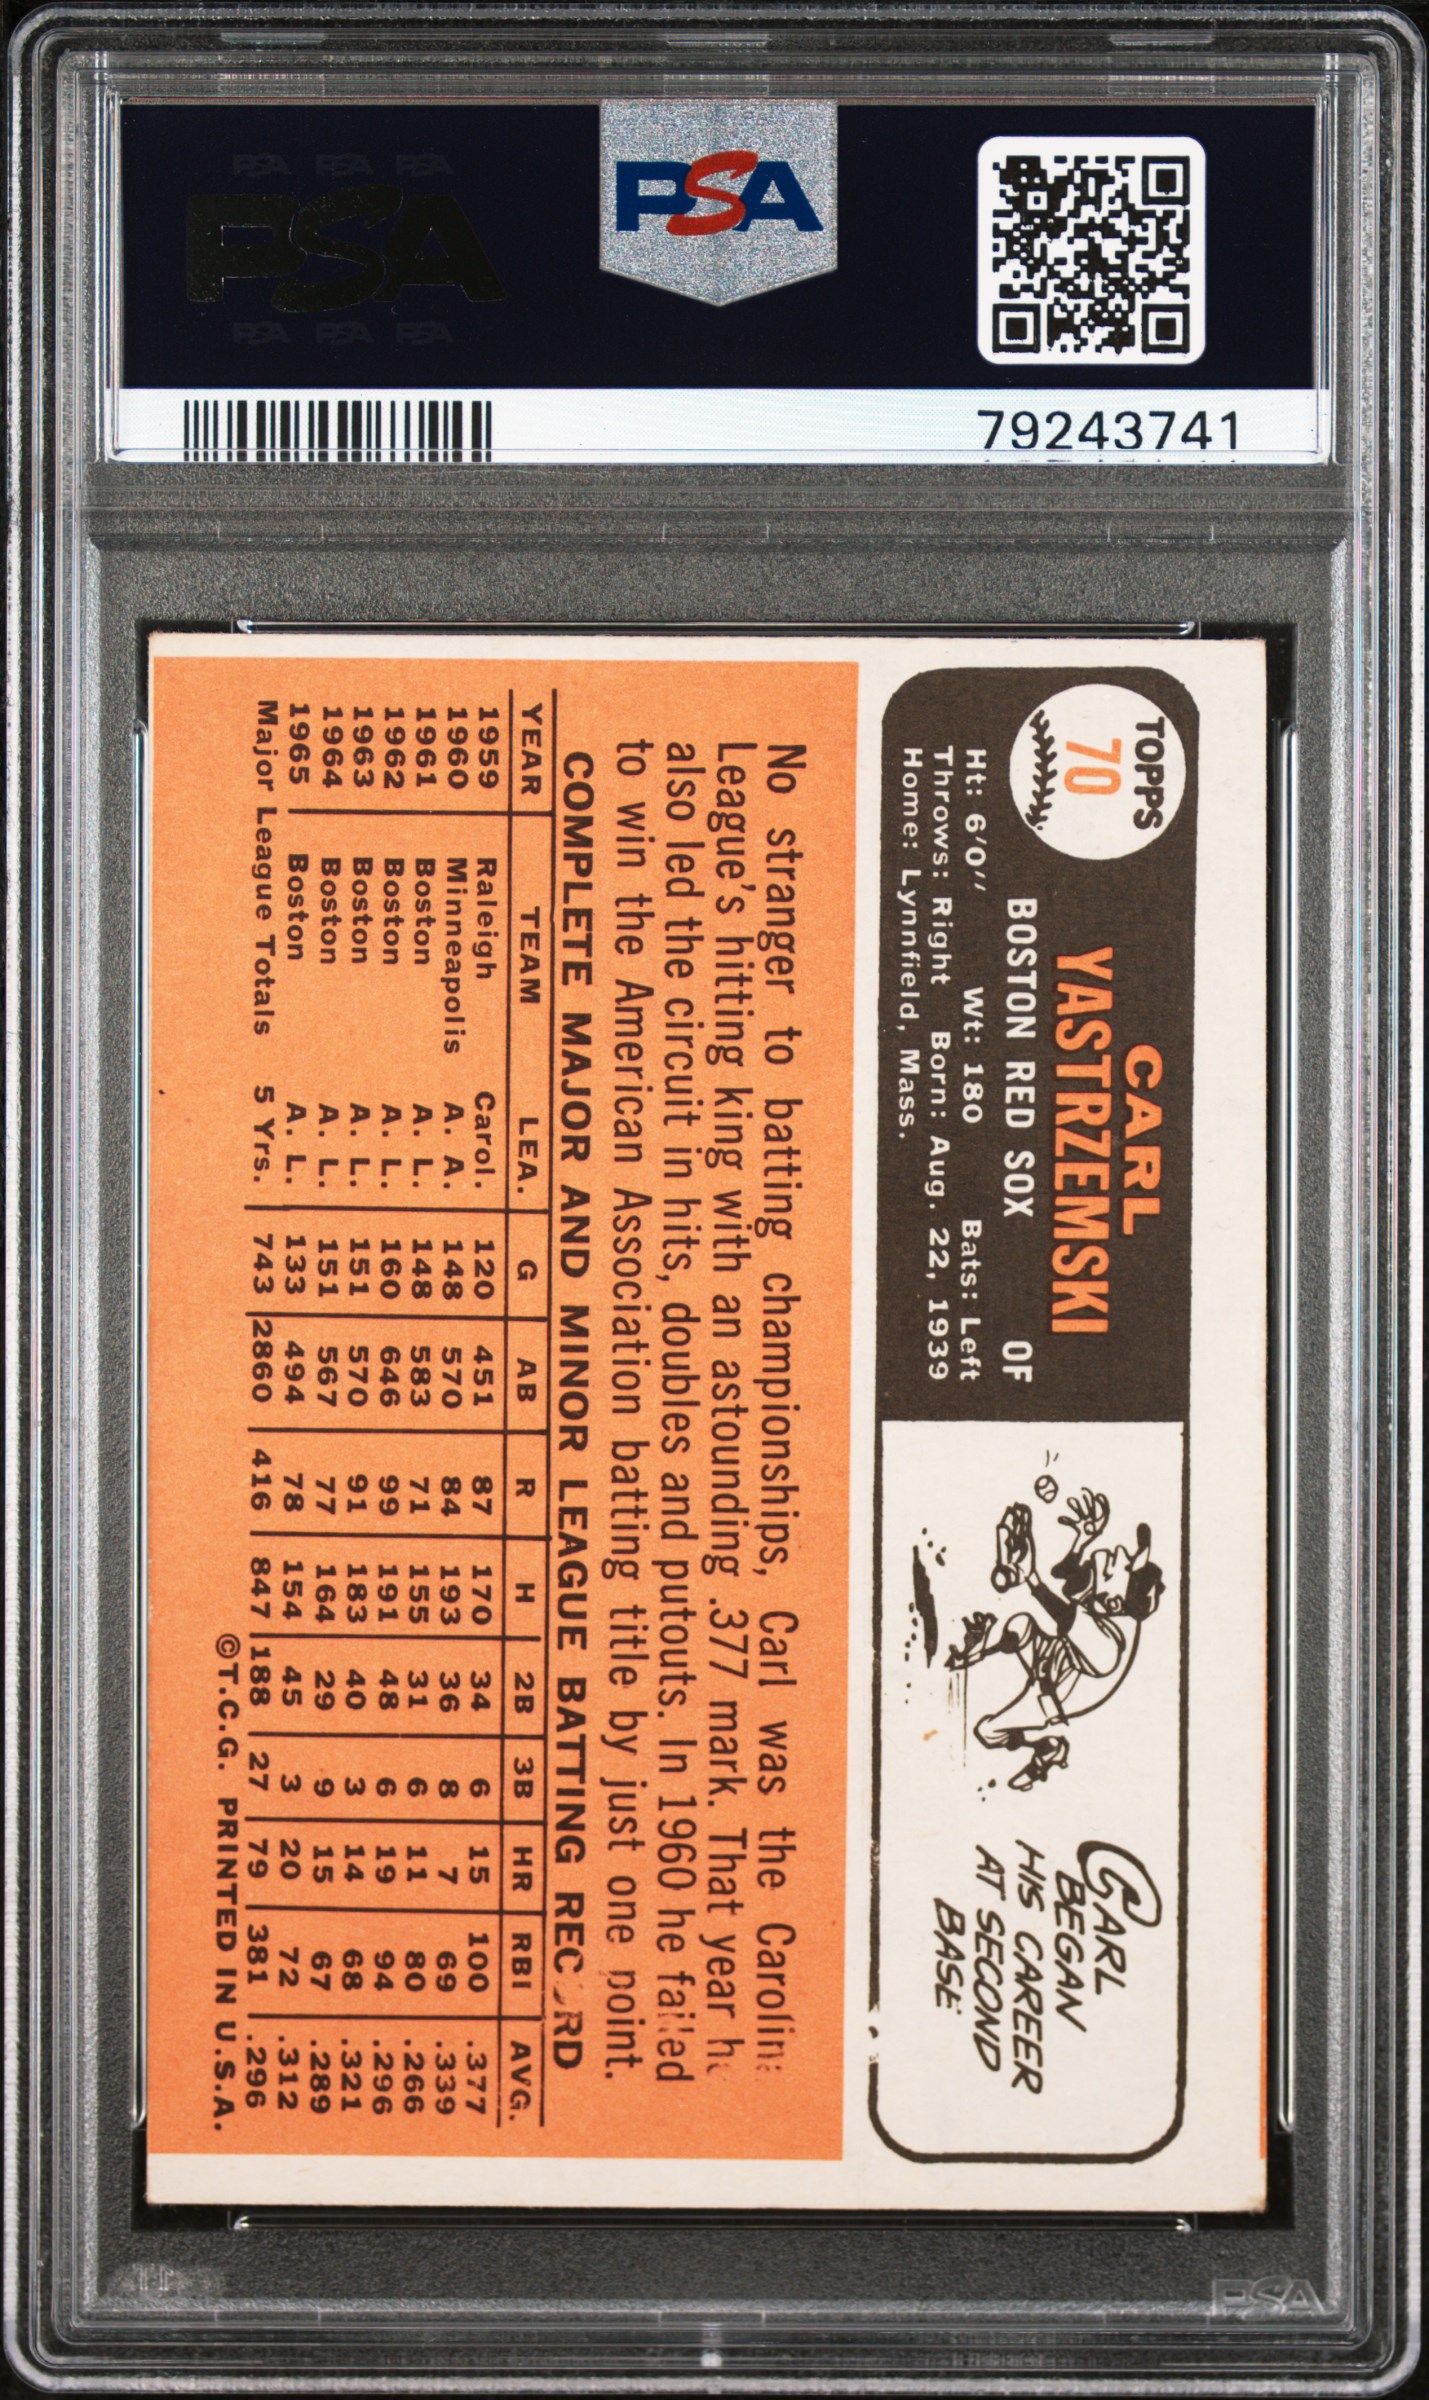 PSA PSA PSA
PSA
PSA PSA PSA
PSA
79243741
TOPPS
70
CARL
YASTRZEMSKI
OF
BOSTON RED SOX
Ht: 6'0" Wt: 180 Bats: Left
Throws: Right Born: Aug. 22, 1939
Home: Lynnfield, Mass.
CARL
BEGAN
HIS CAREER
AT SECOND
BASE
No stranger to batting championships, Carl was the Carolin
League's hitting king with an astounding .377 mark. That year h
also led the circuit in hits, doubles and putouts. In 1960 he failed
to win the American Association batting title by just one point.
COMPLETE MAJOR AND MINOR LEAGUE BATTING RECORD
YEAR TEAM LEA. G AB R H 2B 3B HR RBI AVG.
1959 Raleigh Carol. 120 451 87 170 34 6 15 100 .377
1960 Minneapolis A. A. 148 570 84 193 36 8 7 69 .339
1961 Boston A. L. 148 583 71 155 31 6 11 80 .266
1962 Boston A. L. 160 646 99 191 48 6 19 94 .296
1963 Boston A. L. 151 570 91 183 40 3 14 68 .321
1964 Boston A. L. 151 567 77 164 29 9 15 67 .289
1965 Boston A. L. 133 494 78 154 45 3 20 72 .312
Major League Totals 5 Yrs. 743 2860 416 847 188 27 79 381 .296
©T.C.G. PRINTED IN U.S.A.
PSA